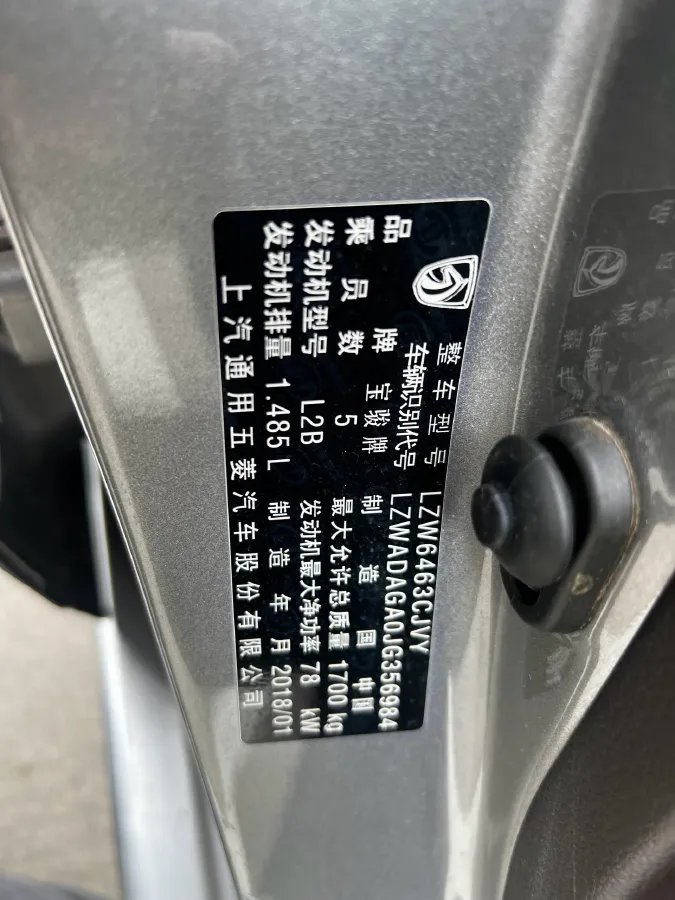 整车型号 LZW6463CJVY
车辆识别代号 LZWADAGA0JG356984
品牌 宝骏牌 制造国 中国
乘员数 5 最大允许总质量 1700 kg
发动机型号 L2B 发动机最大净功率 78 kW
发动机排量 1.485L 制造年月 2018/01
上汽通用五菱汽车股份有限公司